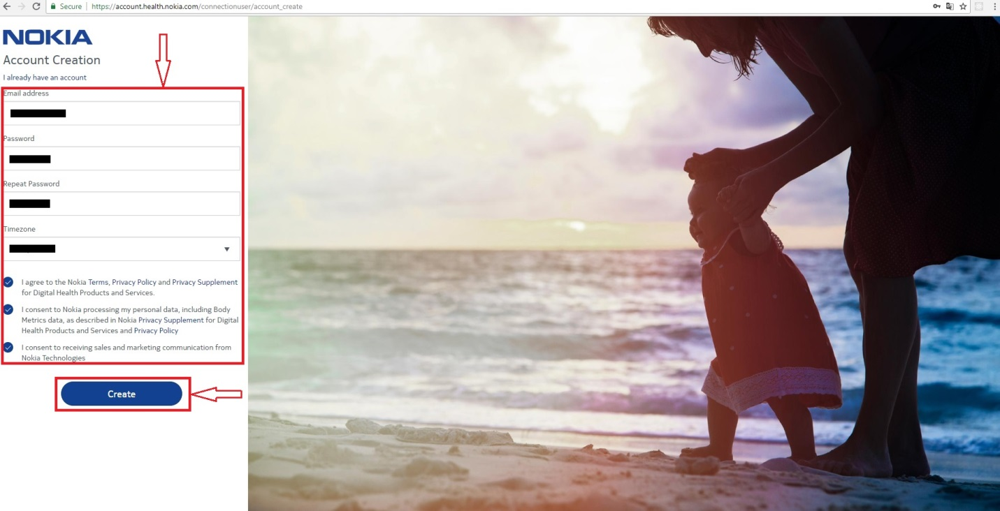 Secure | https://account.health.nokia.com/connectionuser/account_create
NOKIA
Account Creation
I already have an account
Email address
Password
Repeat Password
Timezone
I agree to the Nokia Terms, Privacy Policy and Privacy Supplement
for Digital Health Products and Services.
I consent to Nokia processing my personal data, including Body
Metrics data, as described in Nokia Privacy Supplement for Digital
Health Products and Services and Privacy Policy
I consent to receiving sales and marketing communication from
Nokia Technologies
Create